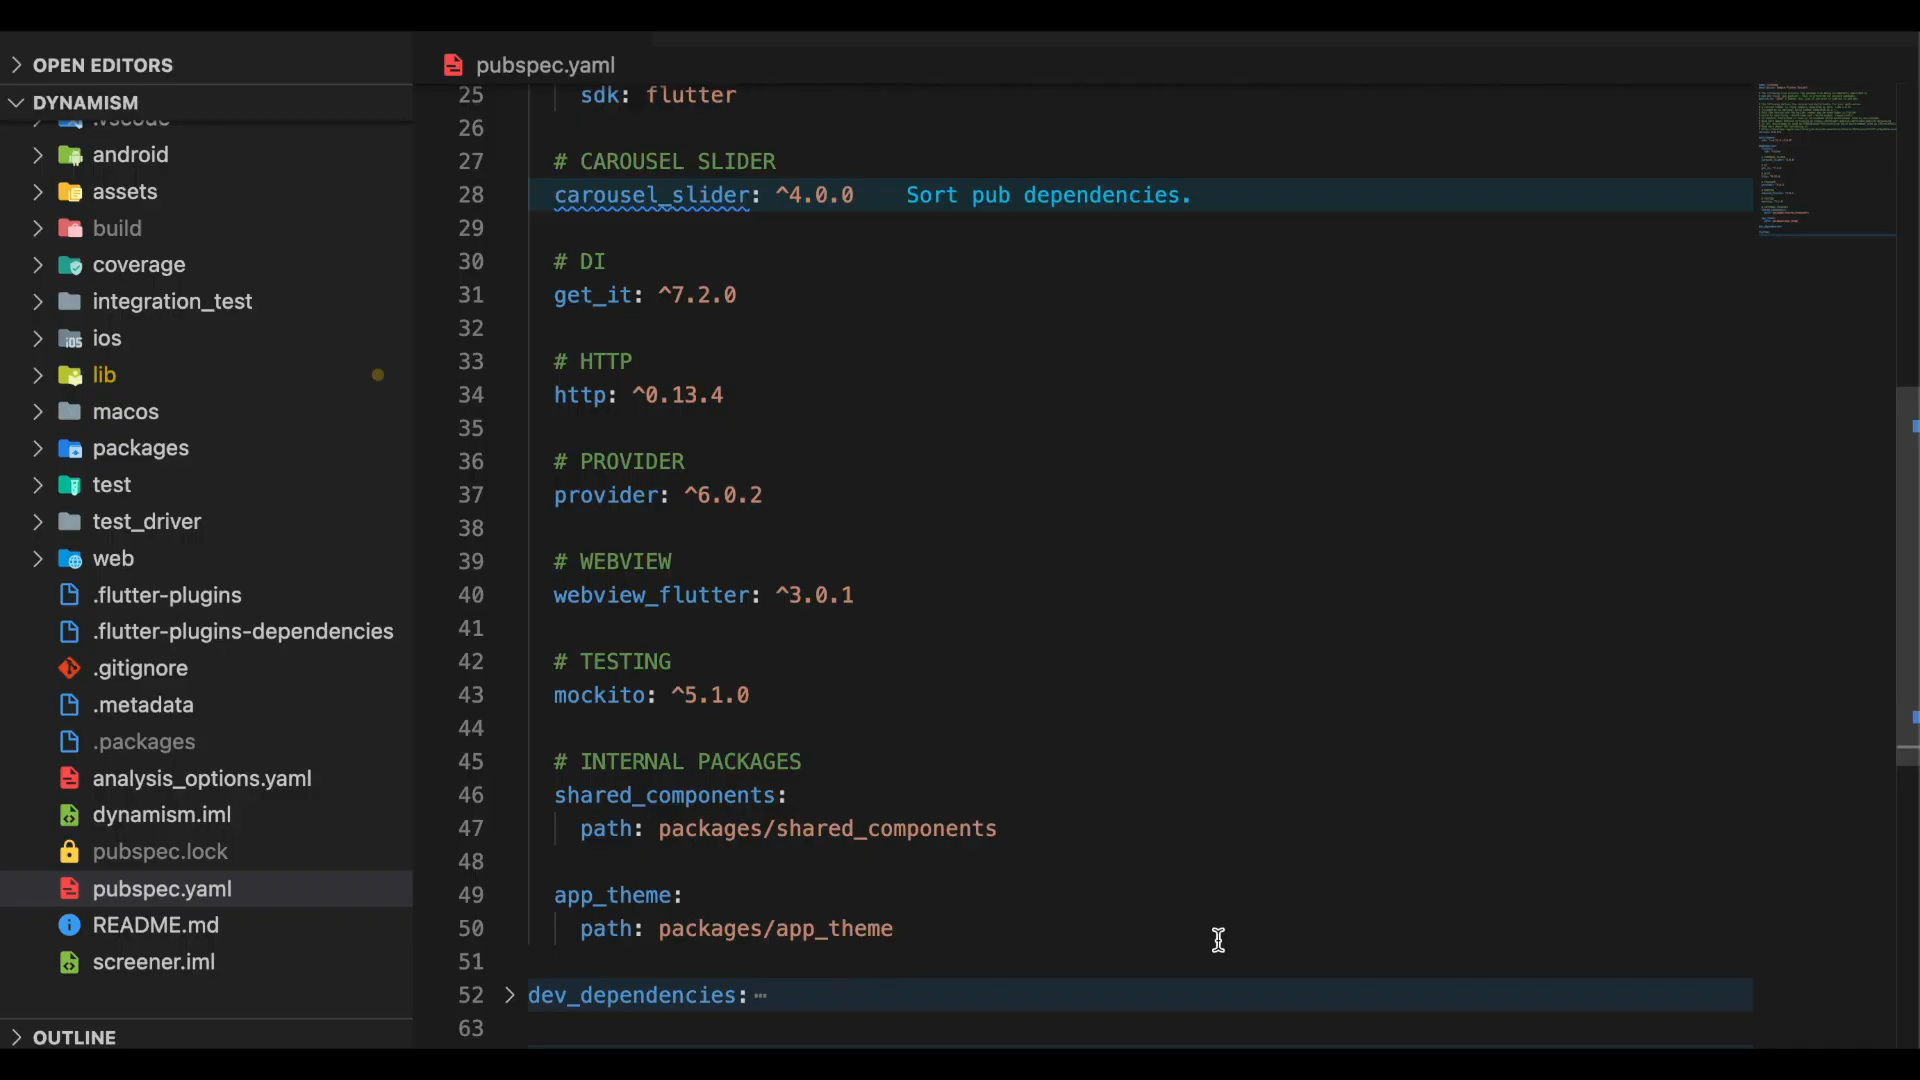 OPEN EDITORS
DYNAMISM
.vscode
android
assets
build
coverage
integration_test
ios
lib
macos
packages
test
test_driver
web
.flutter-plugins
.flutter-plugins-dependencies
.gitignore
.metadata
.packages
analysis_options.yaml
dynamism.iml
pubspec.lock
pubspec.yaml
README.md
screener.iml
OUTLINE
pubspec.yaml
25 sdk: flutter
26
27 # CAROUSEL SLIDER
28 carousel_slider: ^4.0.0 Sort pub dependencies.
29
30 # DI
31 get_it: ^7.2.0
32
33 # HTTP
34 http: ^0.13.4
35
36 # PROVIDER
37 provider: ^6.0.2
38
39 # WEBVIEW
40 webview_flutter: ^3.0.1
41
42 # TESTING
43 mockito: ^5.1.0
44
45 # INTERNAL PACKAGES
46 shared_components:
47 path: packages/shared_components
48
49 app_theme:
50 path: packages/app_theme
51
52 dev_dependencies: ⋯
63